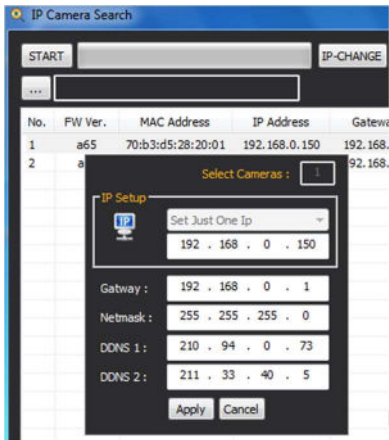 IP Camera Search
START
IP-CHANGE
...
No. FW Ver. MAC Address IP Address Gatewa
1 a65 70:b3:d5:28:20:01 192.168.0.150 192.168.
2 a 92.168.
Select Cameras : 1
IP Setup
IP
Set Just One Ip
192 . 168 . 0 . 150
Gatway : 192 . 168 . 0 . 1
Netmask : 255 . 255 . 255 . 0
DDNS 1 : 210 . 94 . 0 . 73
DDNS 2 : 211 . 33 . 40 . 5
Apply Cancel